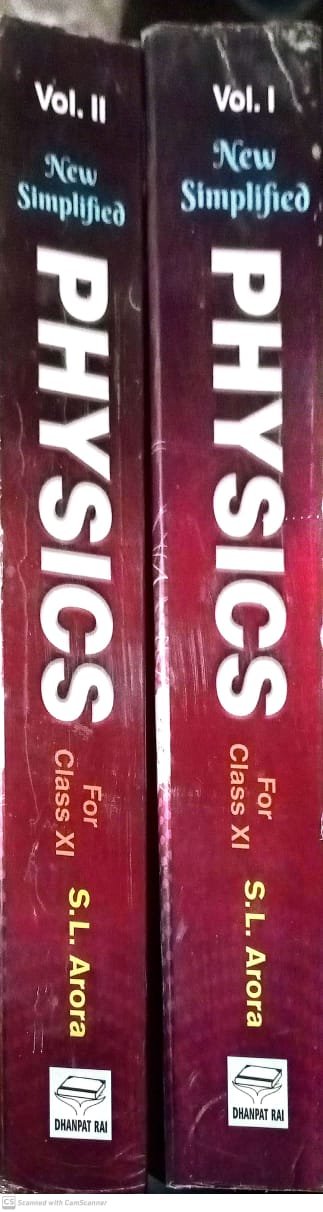 Vol. II
New
Simplified
PHYSICS
For
Class XI
S.L. Arora
DHANPAT RAI
Vol. I
New
Simplified
PHYSICS
For
Class XI
S.L. Arora
DHANPAT RAI
CS Scanned with CamScanner